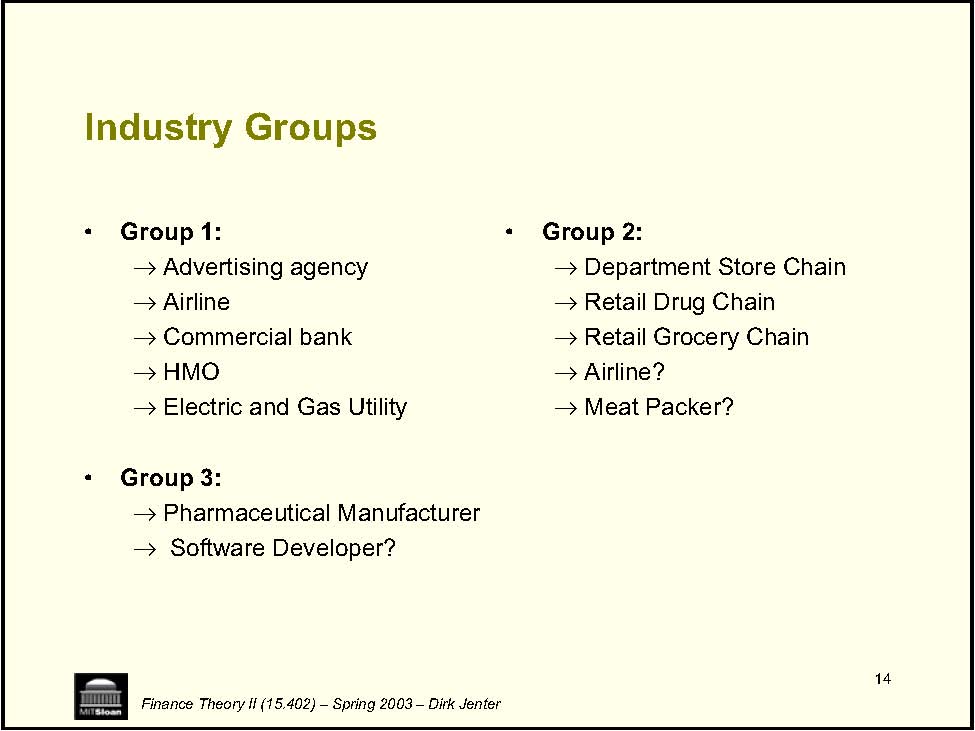 Industry Groups
• Group 1:
→ Advertising agency
→ Airline
→ Commercial bank
→ HMO
→ Electric and Gas Utility
• Group 2:
→ Department Store Chain
→ Retail Drug Chain
→ Retail Grocery Chain
→ Airline?
→ Meat Packer?
• Group 3:
→ Pharmaceutical Manufacturer
→ Software Developer?
14
MITSloan
Finance Theory II (15.402) – Spring 2003 – Dirk Jenter